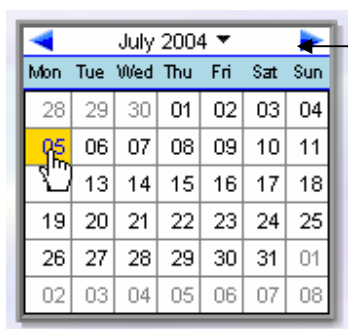 July 2004
Mon Tue Wed Thu Fri Sat Sun
28 29 30 01 02 03 04
05 06 07 08 09 10 11
13 14 15 16 17 18
19 20 21 22 23 24 25
26 27 28 29 30 31 01
02 03 04 05 06 07 08